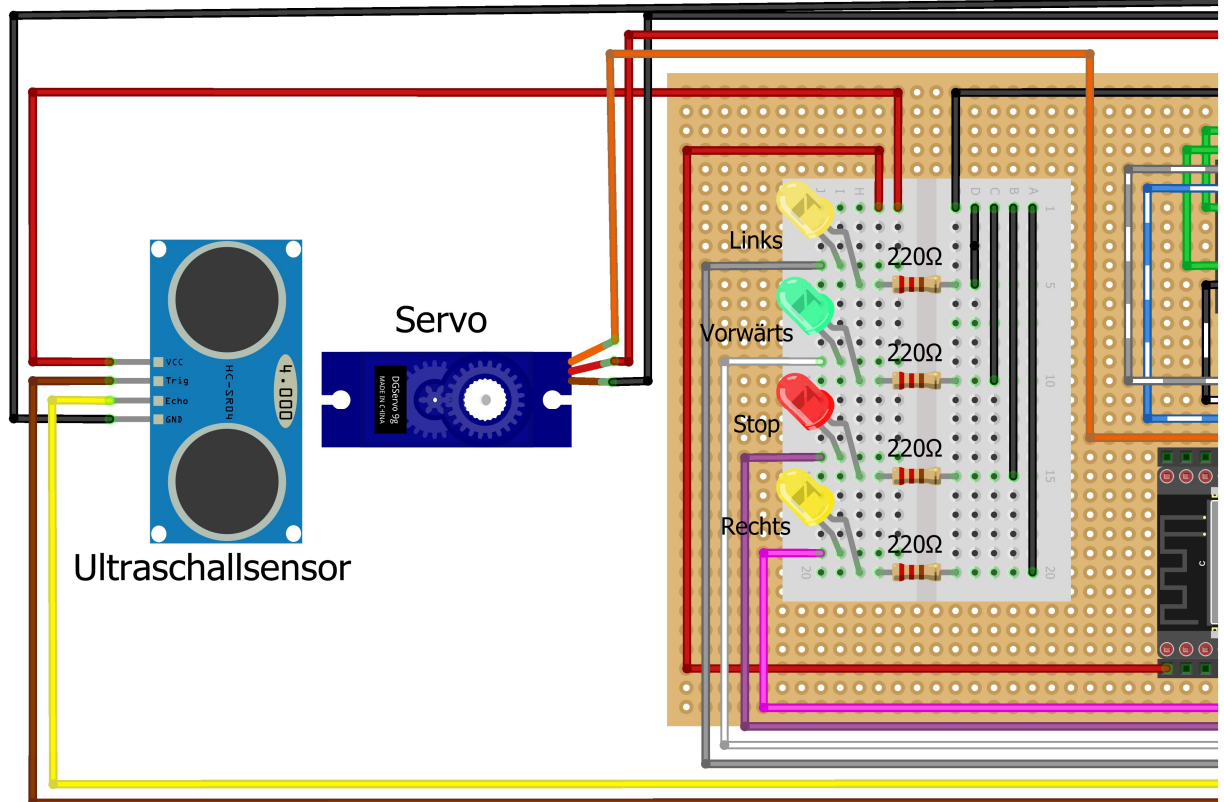 VCC
Trig
Echo
GND
HC-SR04
4.000
Ultraschallsensor
Servo
DGServo 9g
MADE IN CHINA
J
I
H
D
C
B
A
1
Links
220Ω
5
Vorwärts
220Ω
10
Stop
220Ω
15
Rechts
220Ω
20
20